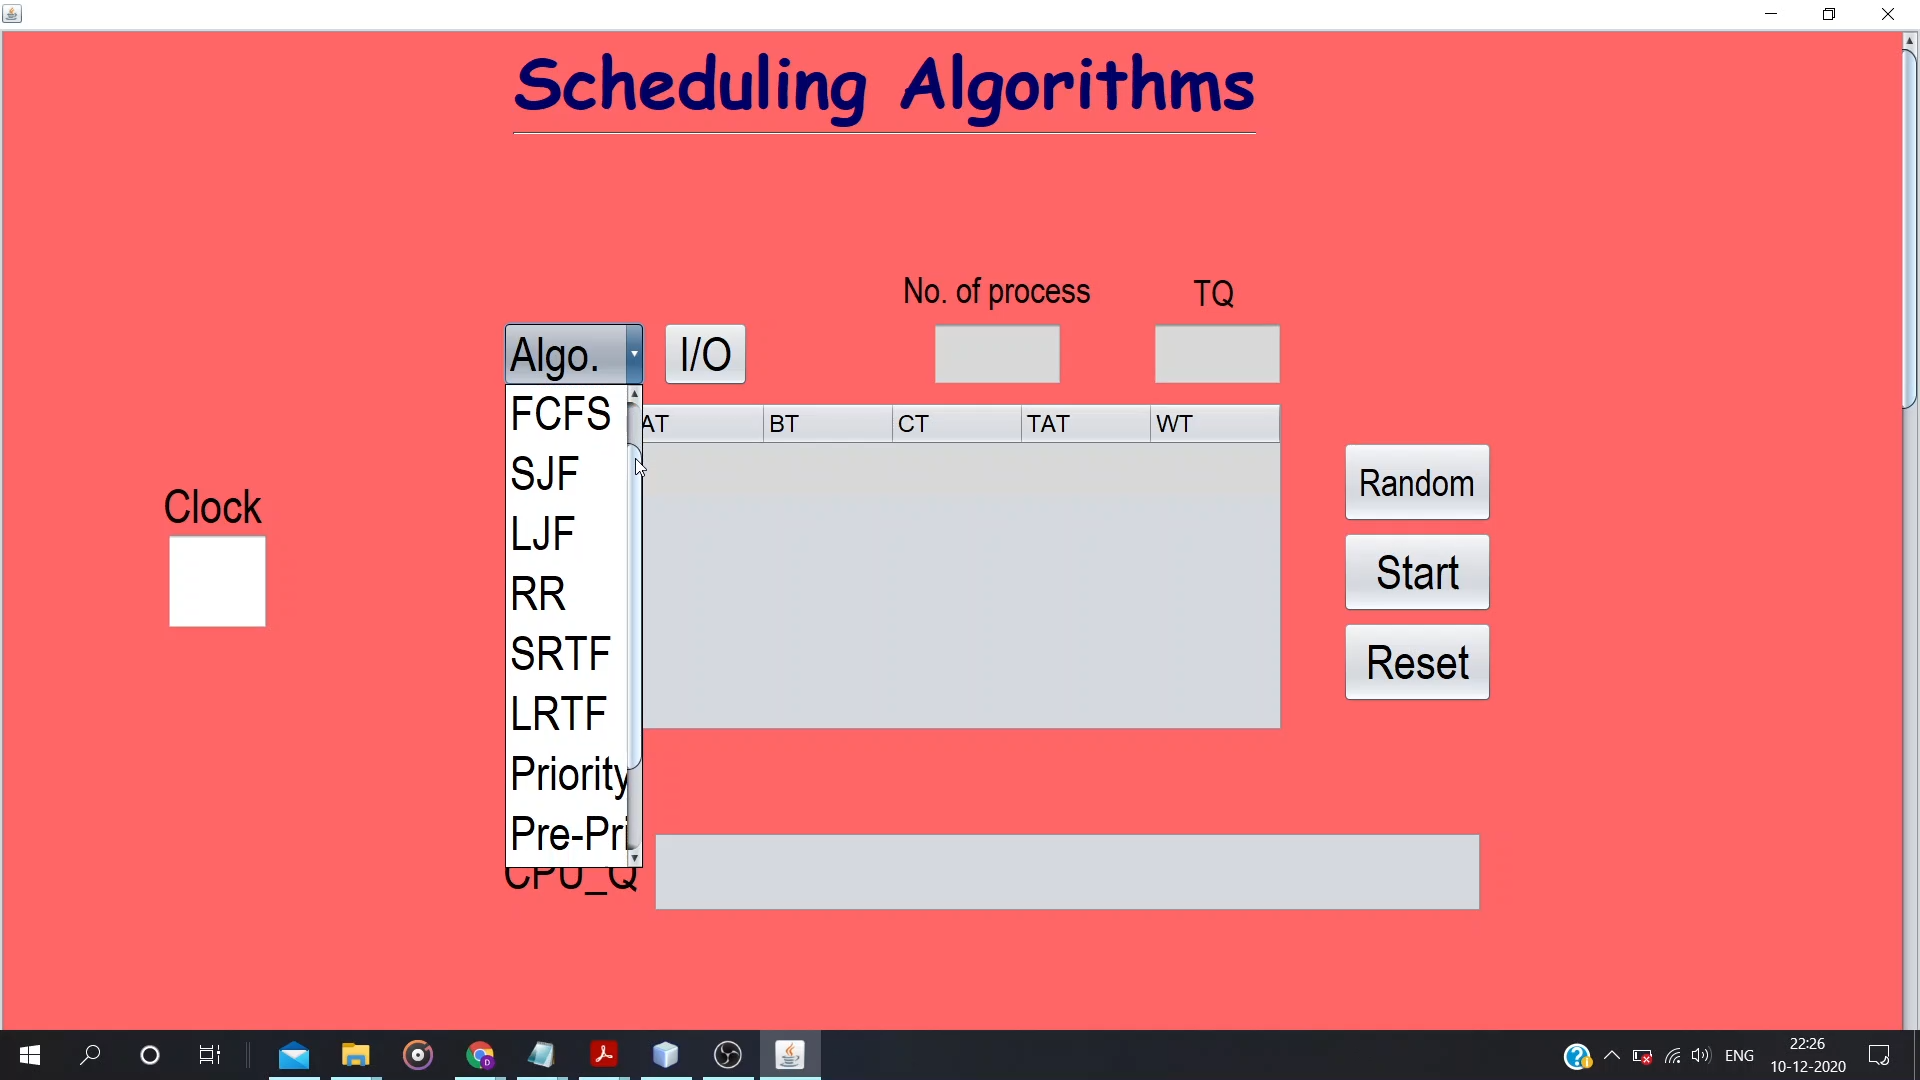 Scheduling Algorithms
No. of process
TQ
Algo.
I/O
FCFS
SJF
LJF
RR
SRTF
LRTF
Priority
Pre-Pri
AT
BT
CT
TAT
WT
Clock
Random
Start
Reset
CPU_Q
ENG
22:26
10-12-2020